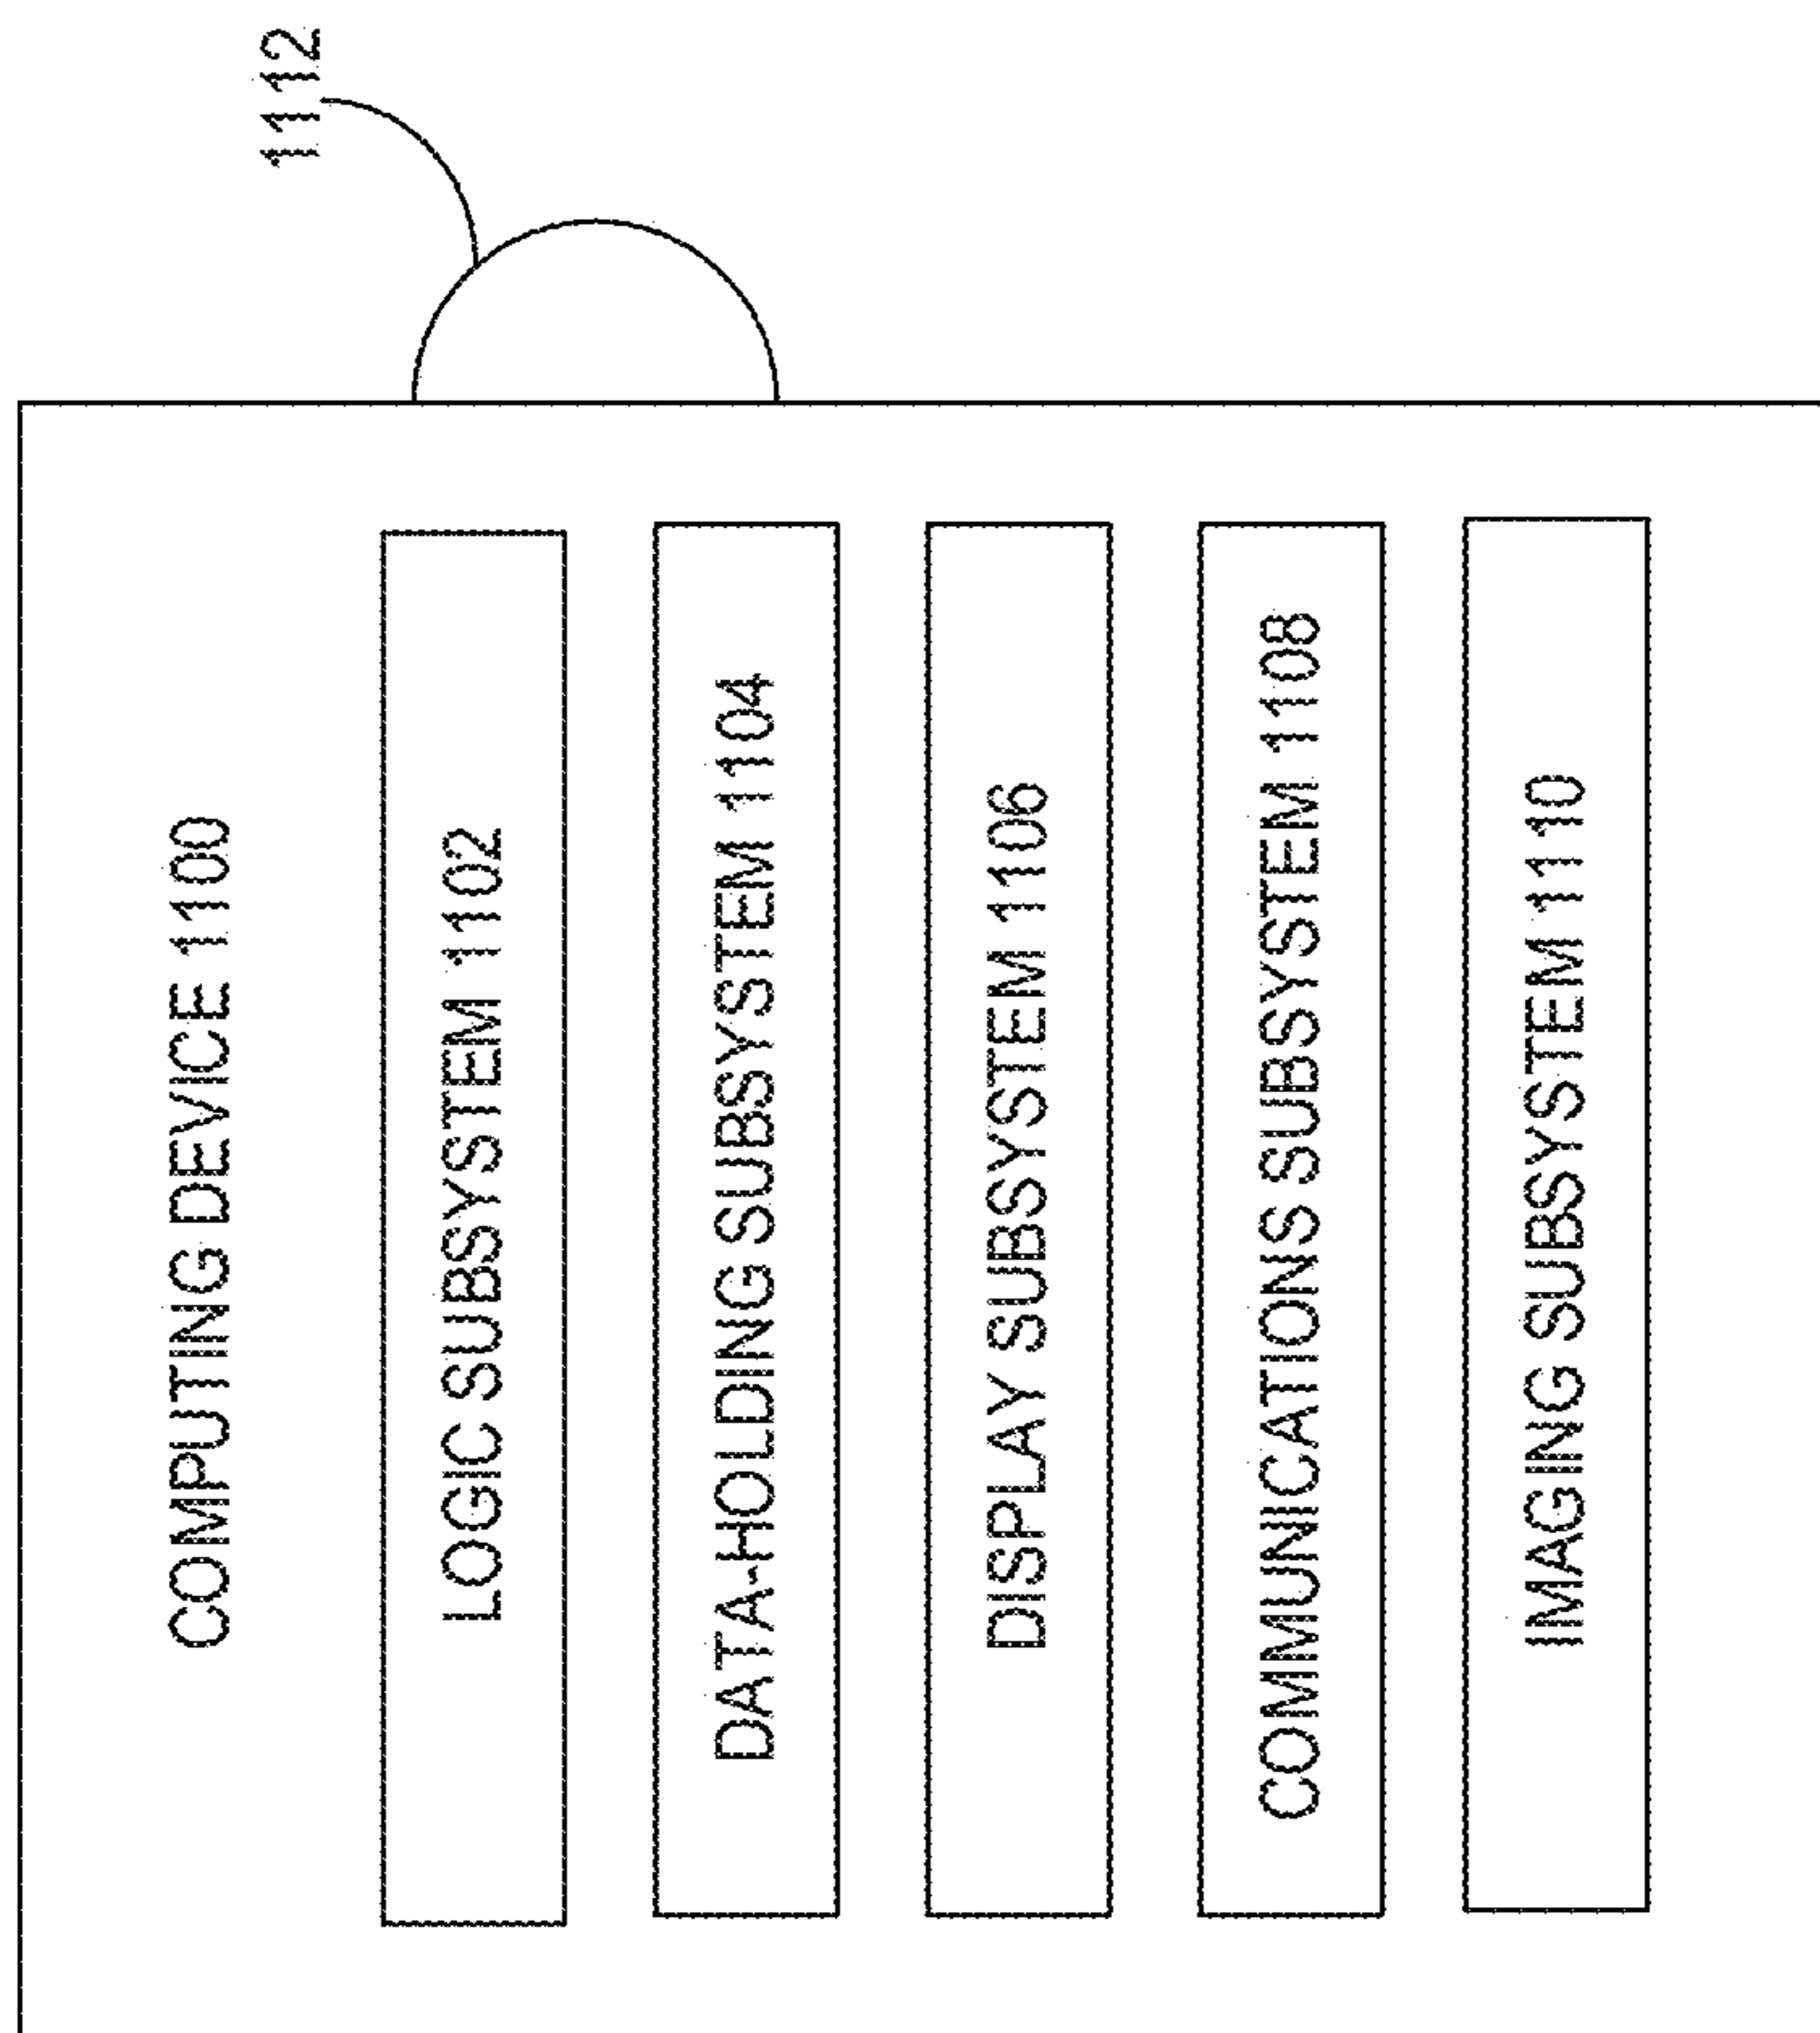 COMPUTING DEVICE 1100
LOGIC SUBSYSTEM 1102
DATA-HOLDING SUBSYSTEM 1104
DISPLAY SUBSYSTEM 1106
COMMUNICATIONS SUBSYSTEM 1108
IMAGING SUBSYSTEM 1110
1112